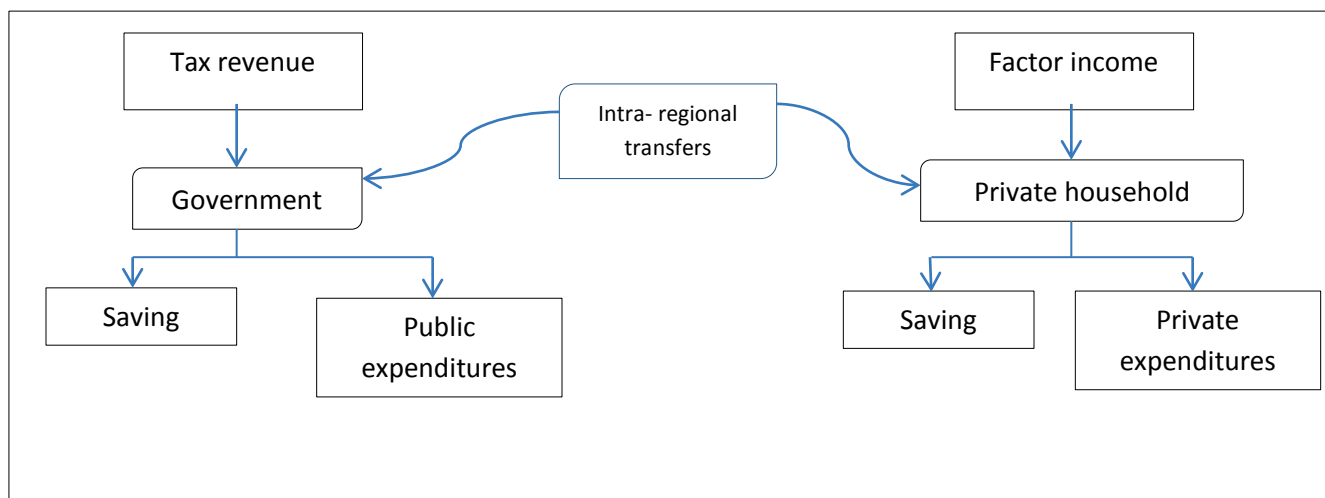 Tax revenue
Factor income
Intra- regional
transfers
Government
Private household
Saving
Public
expenditures
Saving
Private
expenditures